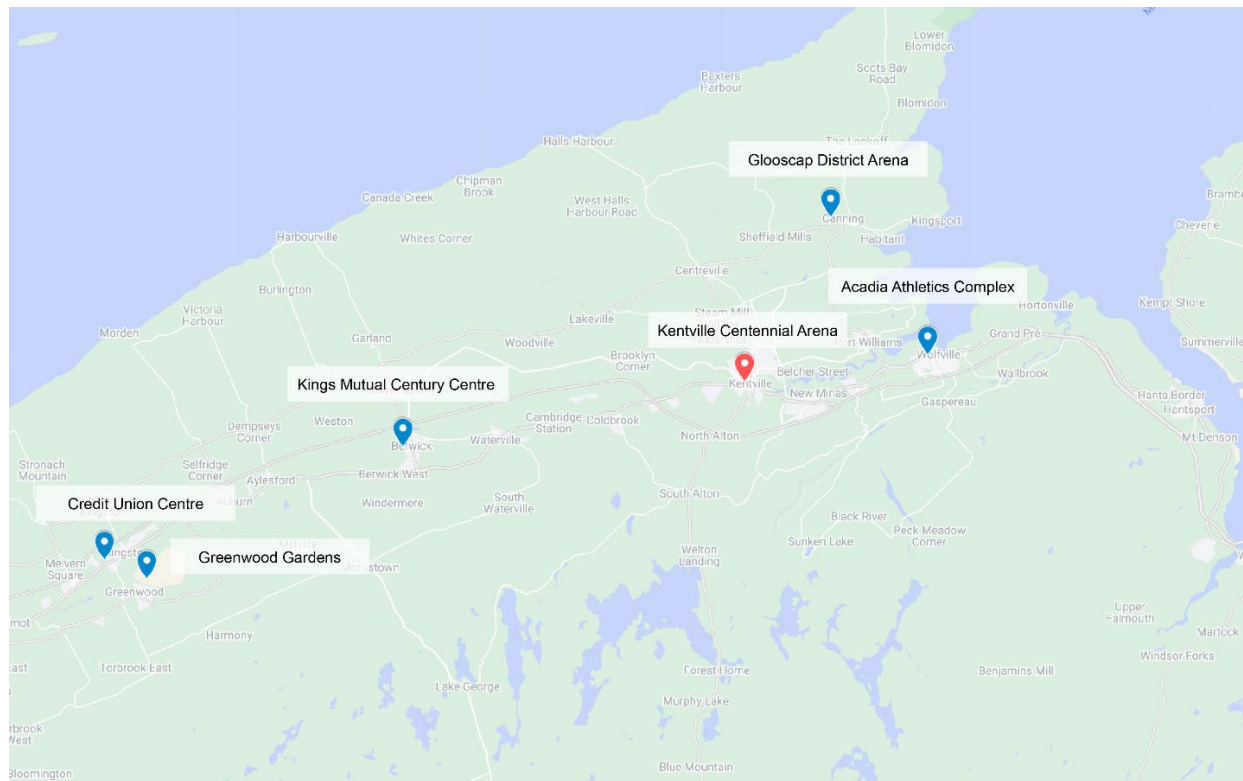 Lower
Blomidon
Scots Bay
Road
Baxters
Harbour
Blomidon
Halls Harbour
The Lookoff
Glooscap District Arena
Chipman
Brook
Canada Creek
West Halls
Harbour Road
Canning
Kingsport
Cheverie
Harbourville
Whites Corner
Sheffield Mills
Habitant
Centreville
Burlington
Acadia Athletics Complex
Hortonville
Kempt Shore
Victoria
Harbour
Steam Mill
Lakeville
Morden
Kentville Centennial Arena
Grand Pré
Garland
Woodville
Port Williams
Summerville
Wolfville
Brooklyn
Corner
Belcher Street
Wallbrook
Kings Mutual Century Centre
Kentville
New Minas
Hants Border
Hantsport
Gaspereau
Dempseys
Corner
Weston
Cambridge
Station
Coldbrook
Berwick
Waterville
North Alton
Mt Denson
Stronach
Mountain
Selfridge
Corner
Aylesford
Berwick West
Credit Union Centre
Auburn
Windermere
South
Waterville
South Alton
Black River
Peck Meadow
Corner
Sunken Lake
Greenwood Gardens
Melvern
Square
Welton
Landing
Greenwood
Morristown
Upper
Falmouth
Harmony
Martock
Windsor Forks
East
Torbrook East
Forest Home
Benjamins Mill
Lake George
Murphy Lake
West
Blue Mountain
Bloomington